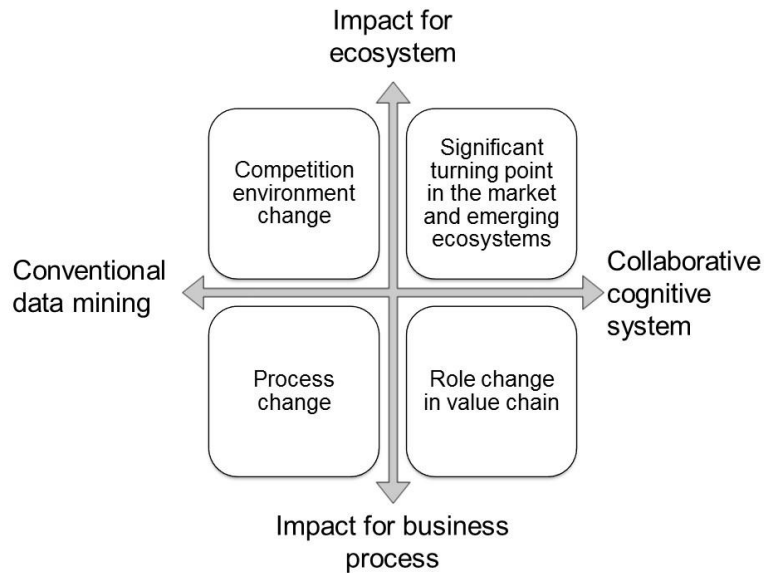 Impact for
ecosystem
Competition
environment
change
Significant
turning point
in the market
and emerging
ecosystems
Conventional
data mining
Collaborative
cognitive
system
Process
change
Role change
in value chain
Impact for business
process